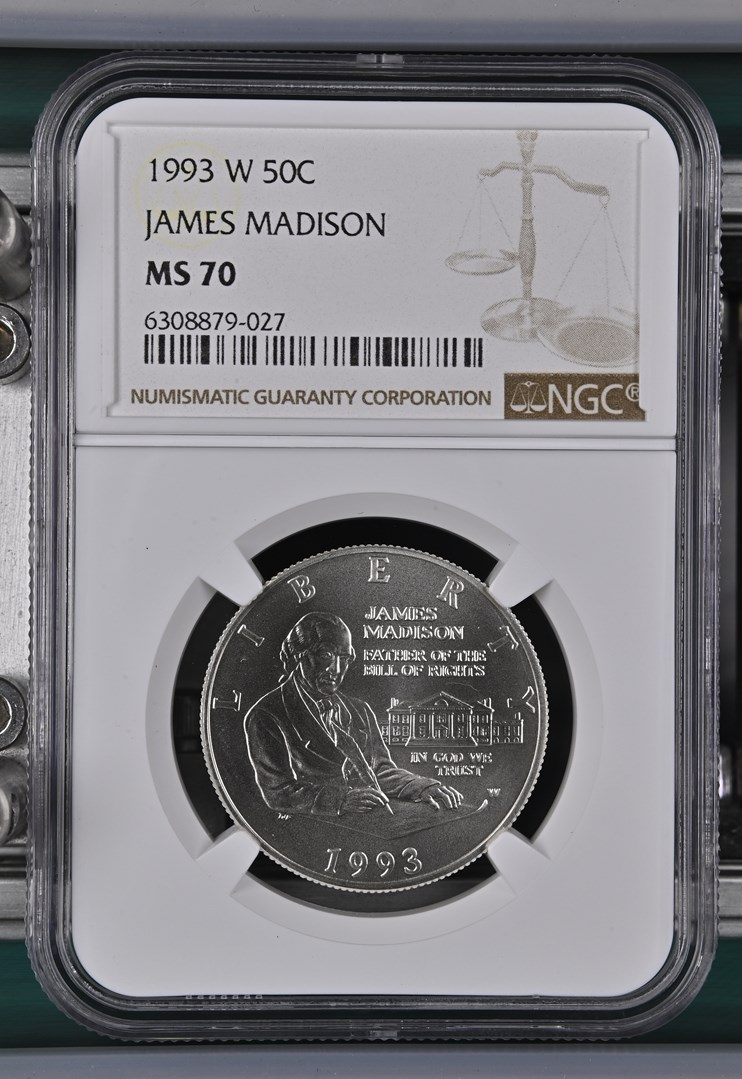 1993 W 50C
JAMES MADISON
MS 70
6308879-027
NUMISMATIC GUARANTY CORPORATION
NGC®
LIBERTY
JAMES
MADISON
FATHER OF THE
BILL OF RIGHTS
IN GOD WE
TRUST
W
1993